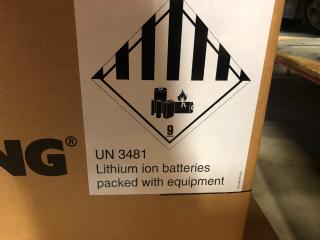 9
UN 3481
Lithium ion batteries
packed with equipment
NG®